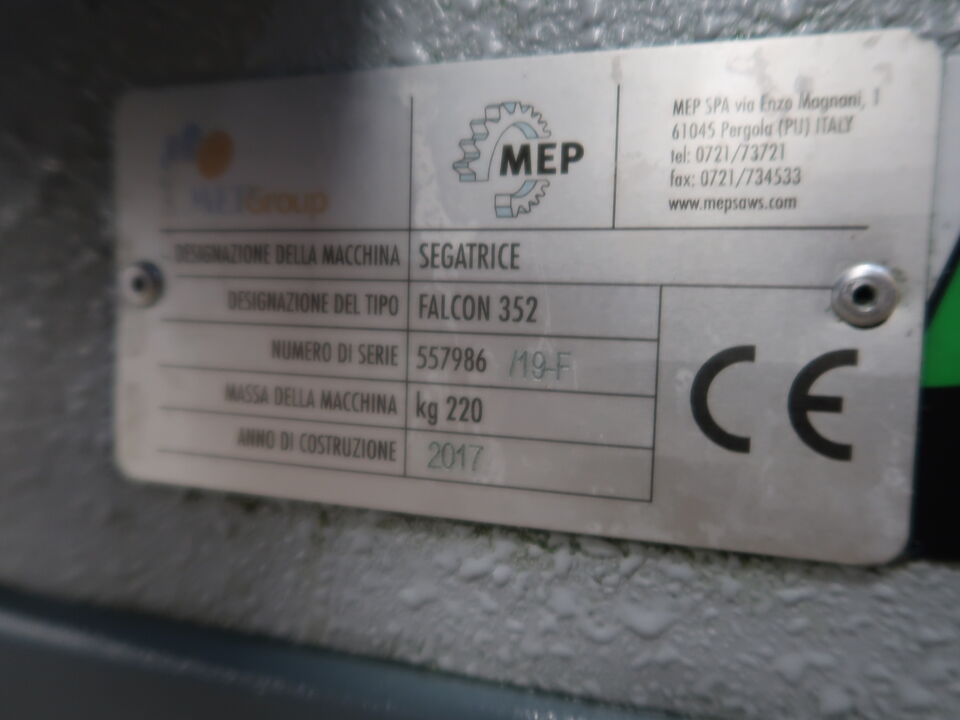 Group
MEP
MEP SPA via Enzo Magnani, 1
61045 Pergola (PU) ITALY
tel: 0721/73721
fax: 0721/734533
www.mepsaws.com
DESIGNAZIONE DELLA MACCHINA SEGATRICE
DESIGNAZIONE DEL TIPO FALCON 352
NUMERO DI SERIE 557986 /19-F
MASSA DELLA MACCHINA kg 220
ANNO DI COSTRUZIONE 2017
CE